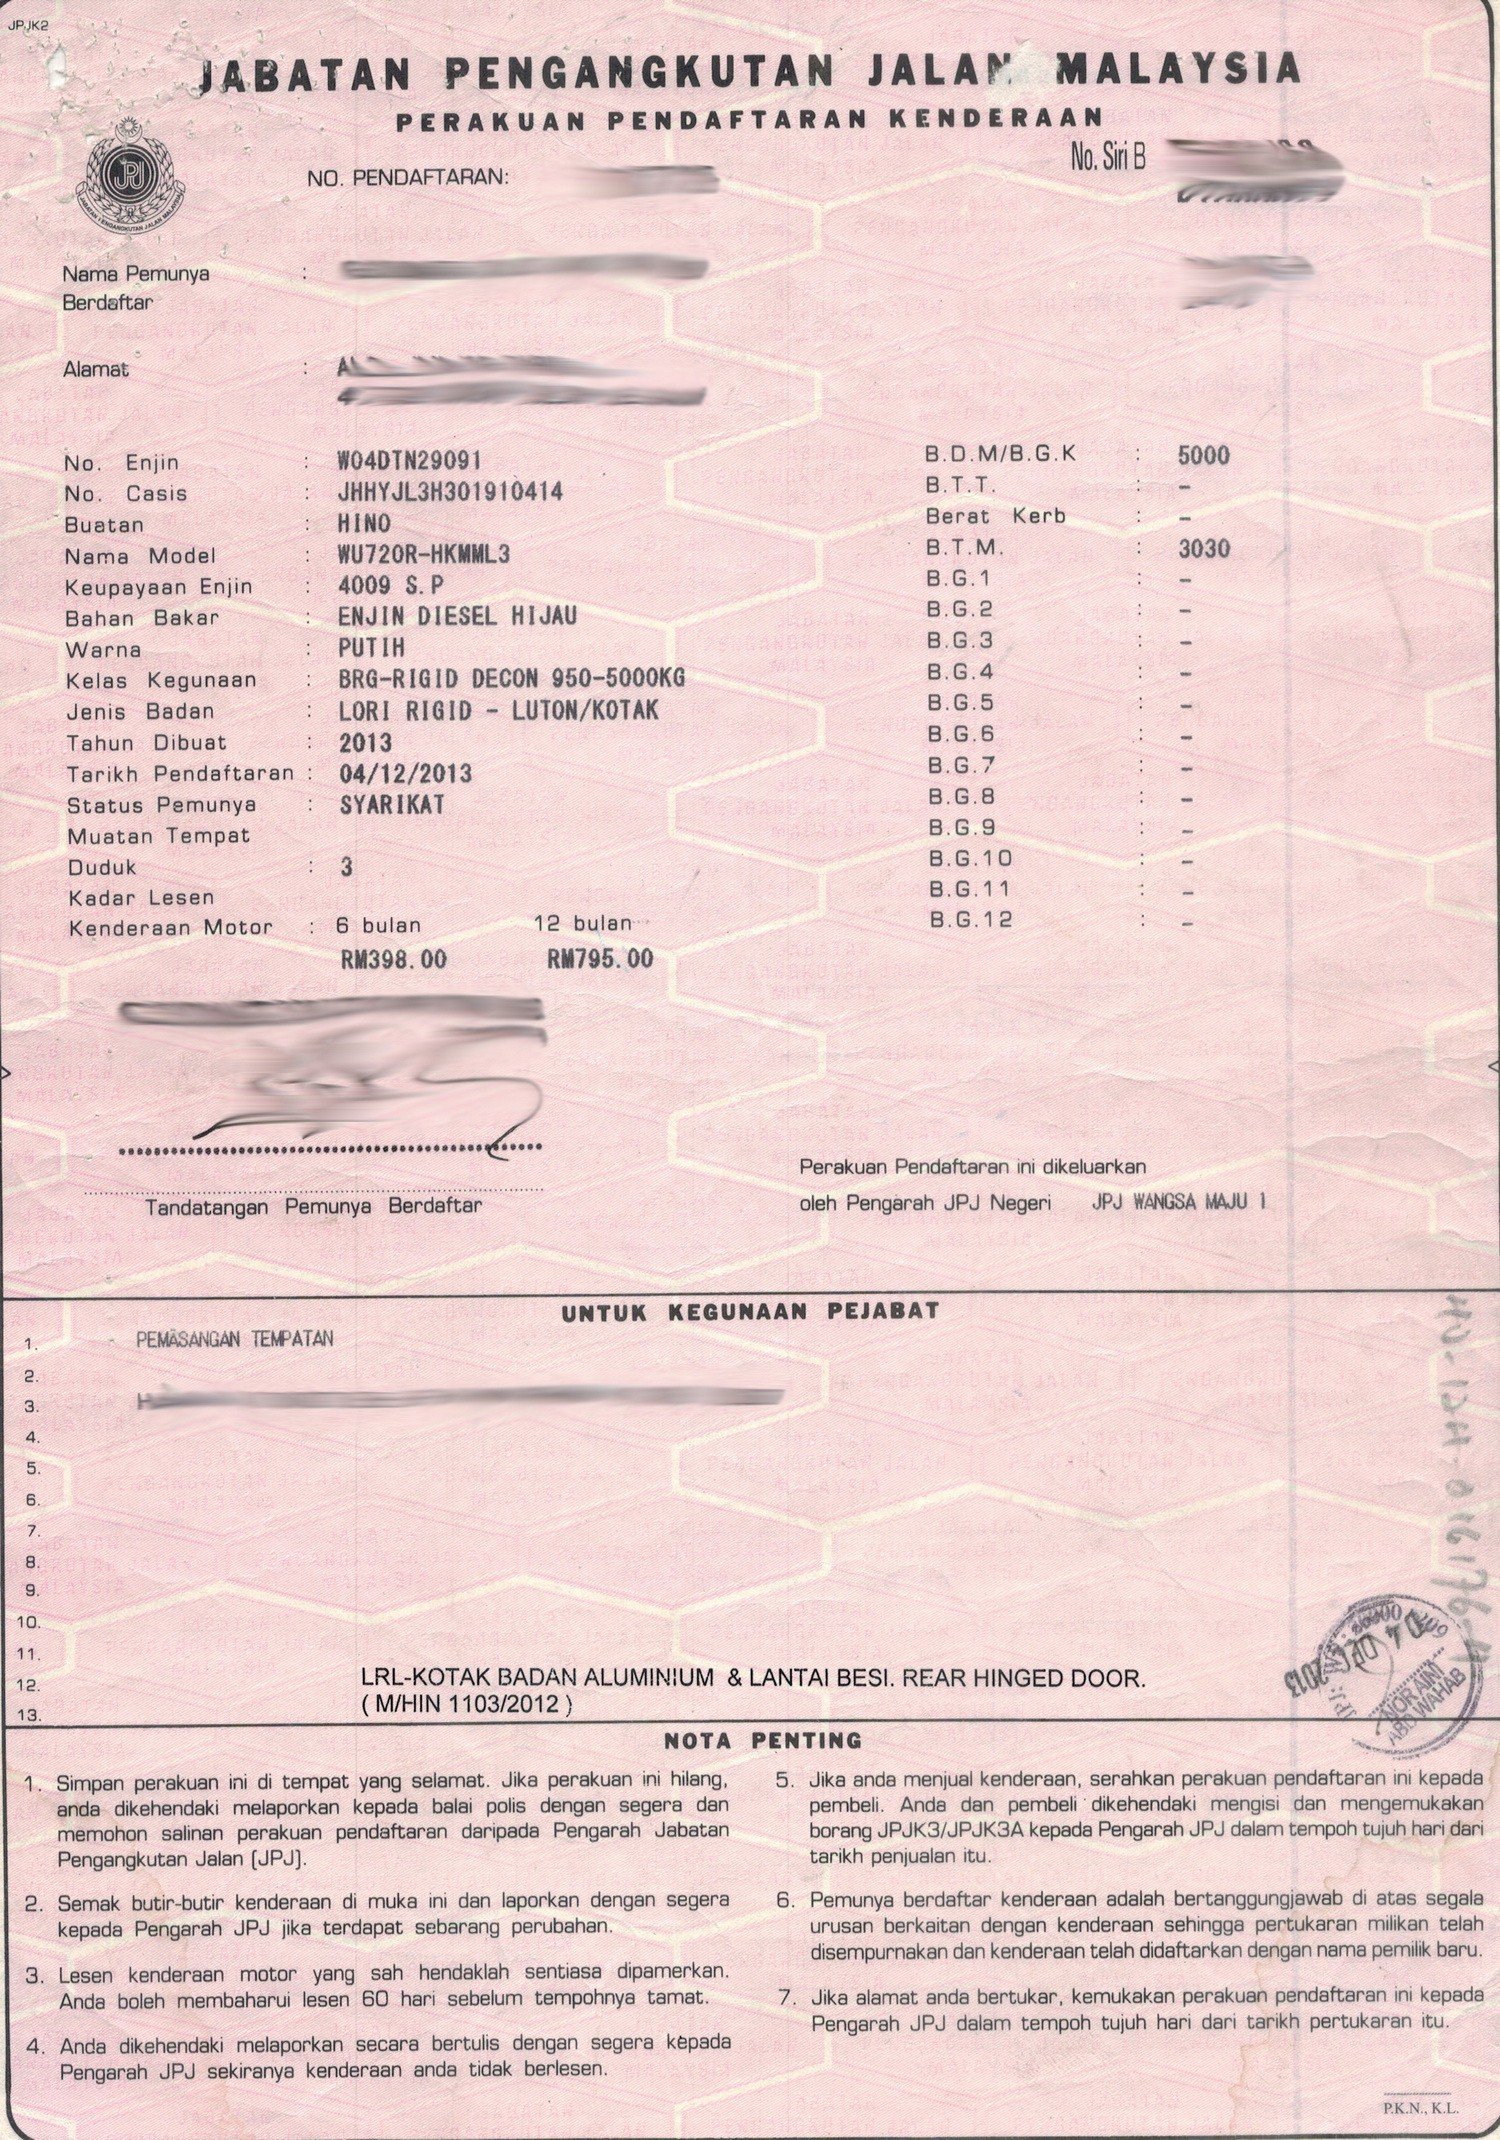 JPJK2
JABATAN PENGANGKUTAN JALAN MALAYSIA
PERAKUAN PENDAFTARAN KENDERAAN
JPJ
JABATAN PENGANGKUTAN JALAN MALAYSIA
NO. PENDAFTARAN:
No. Siri B
Nama Pemunya :
Berdaftar
Alamat :
No. Enjin : W04DTN29091
No. Casis : JHHYJL3H301910414
Buatan : HINO
Nama Model : WU720R-HKMML3
Keupayaan Enjin : 4009 S.P
Bahan Bakar : ENJIN DIESEL HIJAU
Warna : PUTIH
Kelas Kegunaan : BRG-RIGID DECON 950-5000KG
Jenis Badan : LORI RIGID - LUTON/KOTAK
Tahun Dibuat : 2013
Tarikh Pendaftaran : 04/12/2013
Status Pemunya : SYARIKAT
Muatan Tempat
Duduk : 3
Kadar Lesen
Kenderaan Motor : 6 bulan 12 bulan
RM398.00 RM795.00
B.D.M/B.G.K : 5000
B.T.T. : -
Berat Kerb : -
B.T.M. : 3030
B.G.1 : -
B.G.2 : -
B.G.3 : -
B.G.4 : -
B.G.5 : -
B.G.6 : -
B.G.7 : -
B.G.8 : -
B.G.9 : -
B.G.10 : -
B.G.11 : -
B.G.12 : -
Tandatangan Pemunya Berdaftar
Perakuan Pendaftaran ini dikeluarkan
oleh Pengarah JPJ Negeri JPJ WANGSA MAJU 1
UNTUK KEGUNAAN PEJABAT
1. PEMASANGAN TEMPATAN
2.
3.
4.
5.
6.
7.
8.
9.
10.
11.
12. LRL-KOTAK BADAN ALUMINIUM & LANTAI BESI. REAR HINGED DOOR.
13. ( M/HIN 1103/2012 )
04 DEC 2013
NOR AINI
ABD WAHAB
NOTA PENTING
1. Simpan perakuan ini di tempat yang selamat. Jika perakuan ini hilang,
anda dikehendaki melaporkan kepada balai polis dengan segera dan
memohon salinan perakuan pendaftaran daripada Pengarah Jabatan
Pengangkutan Jalan (JPJ).
2. Semak butir-butir kenderaan di muka ini dan laporkan dengan segera
kepada Pengarah JPJ jika terdapat sebarang perubahan.
3. Lesen kenderaan motor yang sah hendaklah sentiasa dipamerkan.
Anda boleh membaharui lesen 60 hari sebelum tempohnya tamat.
4. Anda dikehendaki melaporkan secara bertulis dengan segera kepada
Pengarah JPJ sekiranya kenderaan anda tidak berlesen.
5. Jika anda menjual kenderaan, serahkan perakuan pendaftaran ini kepada
pembeli. Anda dan pembeli dikehendaki mengisi dan mengemukakan
borang JPJK3/JPJK3A kepada Pengarah JPJ dalam tempoh tujuh hari dari
tarikh penjualan itu.
6. Pemunya berdaftar kenderaan adalah bertanggungjawab di atas segala
urusan berkaitan dengan kenderaan sehingga pertukaran milikan telah
disempurnakan dan kenderaan telah didaftarkan dengan nama pemilik baru.
7. Jika alamat anda bertukar, kemukakan perakuan pendaftaran ini kepada
Pengarah JPJ dalam tempoh tujuh hari dari tarikh pertukaran itu.
P.K.N., K.L.